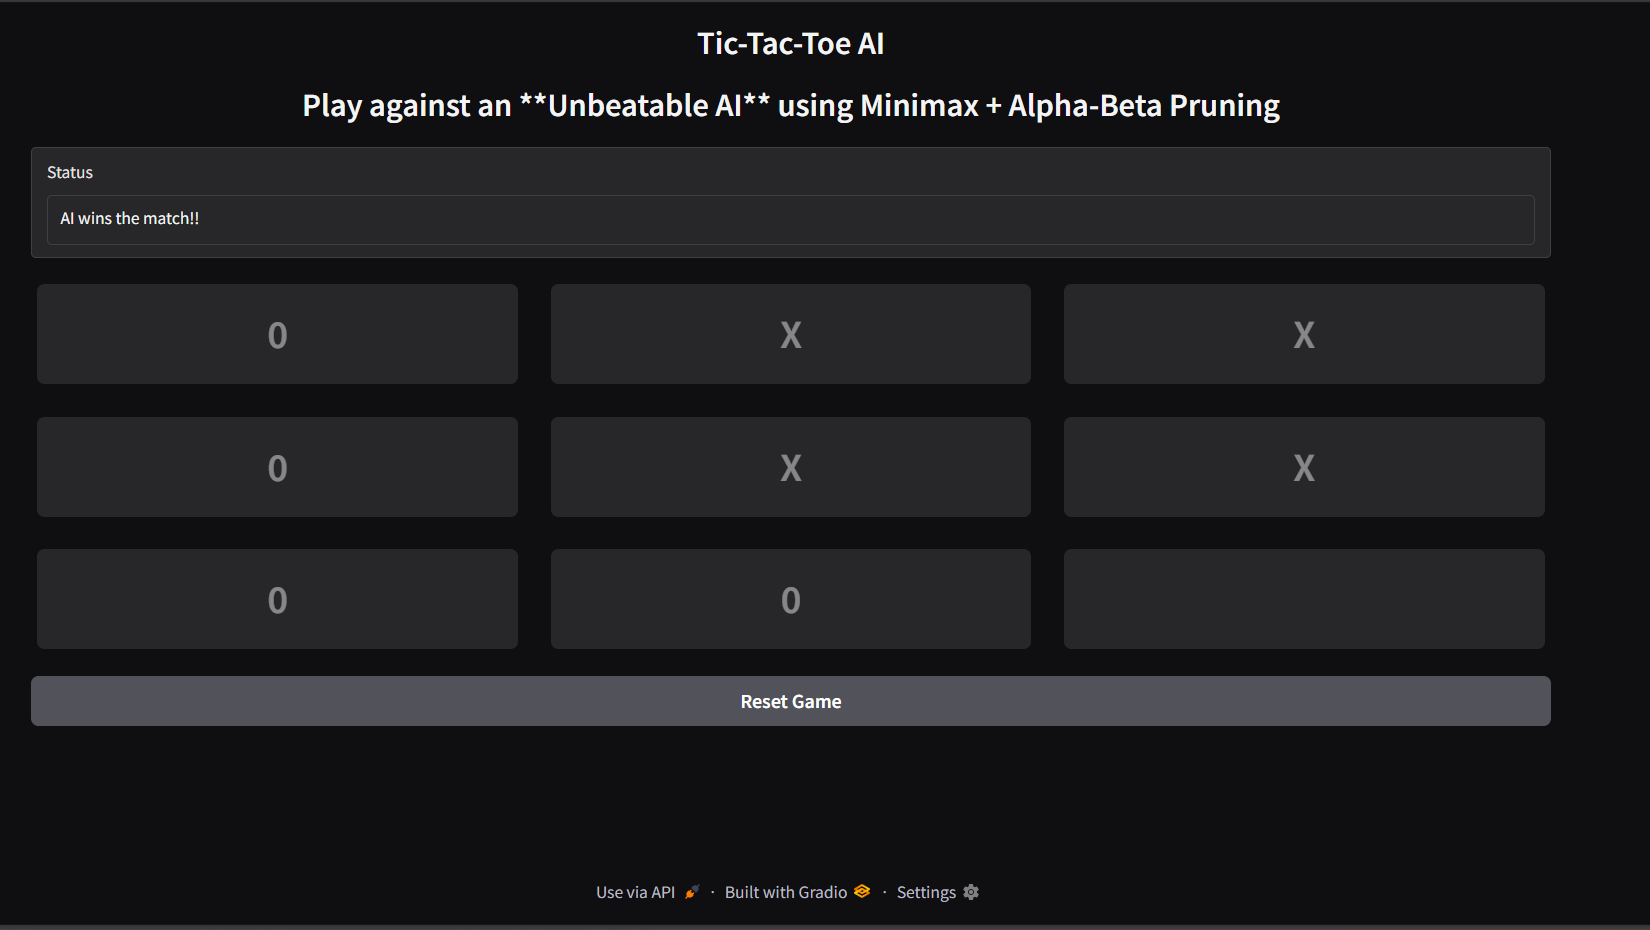 Tic-Tac-Toe AI
Play against an **Unbeatable AI** using Minimax + Alpha-Beta Pruning
Status
AI wins the match!!
0 X X
0 X X
0 0
Reset Game
Use via API · Built with Gradio · Settings